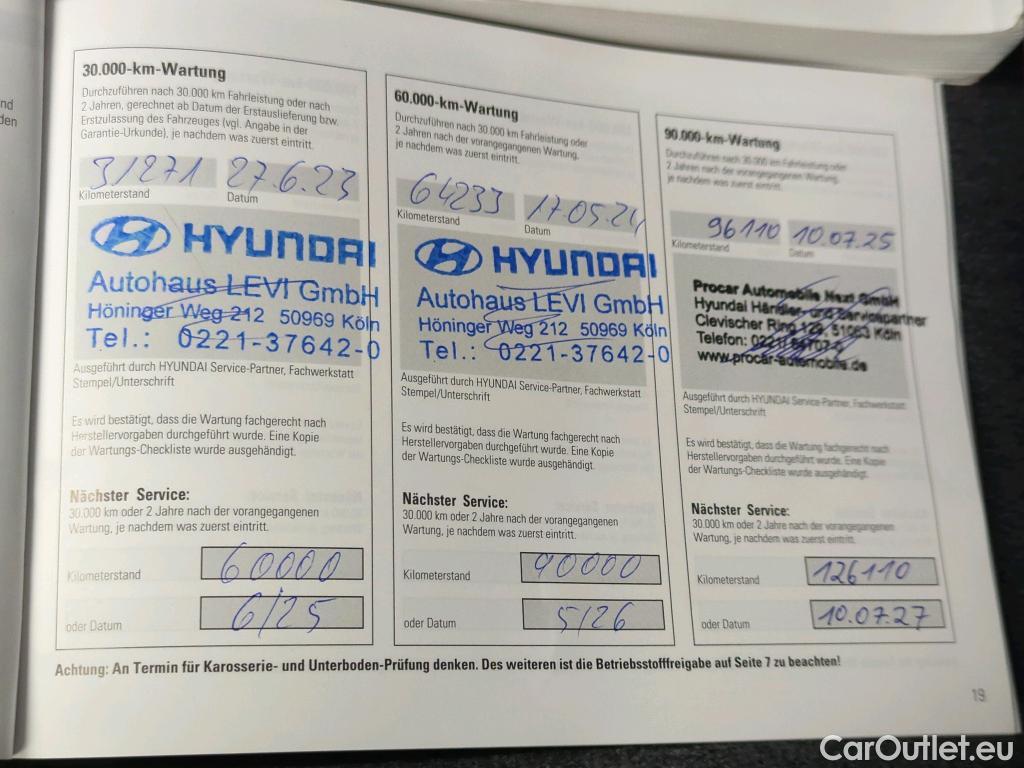 nd
den
30.000-km-Wartung
Durchzuführen nach 30.000 km Fahrleistung oder nach
2 Jahren, gerechnet ab Datum der Erstauslieferung bzw.
Erstzulassung des Fahrzeuges (vgl. Angabe in der
Garantie-Urkunde), je nachdem was zuerst eintritt.
31271 27.6.23
Kilometerstand Datum
HYUNDAI
Autohaus LEVI GmbH
Höninger Weg 212 50969 Köln
Tel.: 0221-37642-0
Ausgeführt durch HYUNDAI Service-Partner, Fachwerkstatt
Stempel/Unterschrift
Es wird bestätigt, dass die Wartung fachgerecht nach
Herstellervorgaben durchgeführt wurde. Eine Kopie
der Wartungs-Checkliste wurde ausgehändigt.
Nächster Service:
30.000 km oder 2 Jahre nach der vorangegangenen
Wartung, je nachdem was zuerst eintritt.
Kilometerstand 60000
oder Datum 6/25
60.000-km-Wartung
Durchzuführen nach 30.000 km Fahrleistung oder
2 Jahren nach der vorangegangenen Wartung,
je nachdem was zuerst eintritt.
64233 17.05.24
Kilometerstand Datum
HYUNDAI
Autohaus LEVI GmbH
Höninger Weg 212 50969 Köln
Tel.: 0221-37642-0
Ausgeführt durch HYUNDAI Service-Partner, Fachwerkstatt
Stempel/Unterschrift
Es wird bestätigt, dass die Wartung fachgerecht nach
Herstellervorgaben durchgeführt wurde. Eine Kopie
der Wartungs-Checkliste wurde ausgehändigt.
Nächster Service:
30.000 km oder 2 Jahre nach der vorangegangenen
Wartung, je nachdem was zuerst eintritt.
Kilometerstand 90000
oder Datum 5/26
90.000-km-Wartung
Durchzuführen nach 30.000 km Fahrleistung oder
2 Jahren nach der vorangegangenen Wartung,
je nachdem was zuerst eintritt.
96110 10.07.25
Kilometerstand Datum
Procar Automobile Next GmbH
Hyundai Händler- und Servicepartner
Clevischer Ring 129, 51063 Köln
Telefon: 0221/
www.procar-automobile.de
Ausgeführt durch HYUNDAI Service-Partner, Fachwerkstatt
Stempel/Unterschrift
Es wird bestätigt, dass die Wartung fachgerecht nach
Herstellervorgaben durchgeführt wurde. Eine Kopie
der Wartungs-Checkliste wurde ausgehändigt.
Nächster Service:
30.000 km oder 2 Jahre nach der vorangegangenen
Wartung, je nachdem was zuerst eintritt.
Kilometerstand 126110
oder Datum 10.07.27
Achtung: An Termin für Karosserie- und Unterboden-Prüfung denken. Des weiteren ist die Betriebsstofffreigabe auf Seite 7 zu beachten!
19
CarOutlet.eu